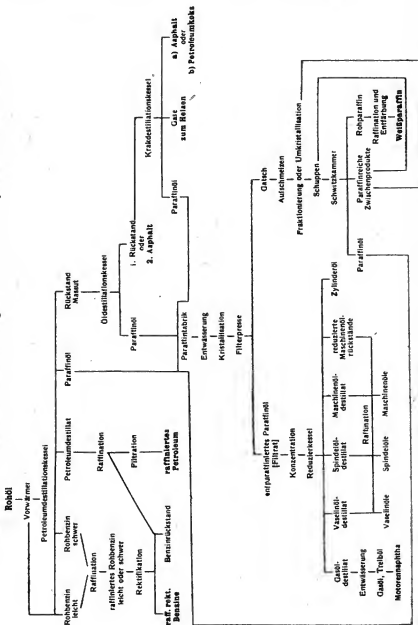 Rohöl
Vorwärmer
Petroleumdestillationskessel
Rohbenzin
leicht
Rohbenzin
schwer
Petroleumdestillat
Paraffinöl
Rückstand
Masut
Raffination
raffiniertes Rohbenzin
leicht oder schwer
Rektifikation
raff. rekt.
Benzine
Benzinrückstand
Raffination
Filtration
raffiniertes
Petroleum
Öldestillationskessel
Paraffinöl
1. Rückstand
oder
2. Asphalt
Krakdestillationskessel
Paraffinöl
Gase
zum Heizen
a) Asphalt
oder
b) Petroleumkoks
Paraffinfabrik
Entwässerung
Kristallisation
Filterpresse
entparaffiniertes Paraffinöl
[Filtrat]
Konzentration
Reduzierkessel
Gasöl-
destillat
Vaselinöl-
destillat
Spindelöl-
destillat
Maschinenöl-
destillat
reduzierte
Maschinenöl-
rückstände
Zylinderöl
Entwässerung
Raffination
Gasöl, Treiböl
Motorennaphtha
Vaselinöle
Spindelöle
Maschinenöle
Gatsch
Aufschmelzen
Fraktionierung oder Umkristallisation
Schuppen
Schwitzkammer
Paraffinöl
Paraffinreiche
Zwischenprodukte
Rohparaffin
Raffination und
Entfärbung
Weißparaffin